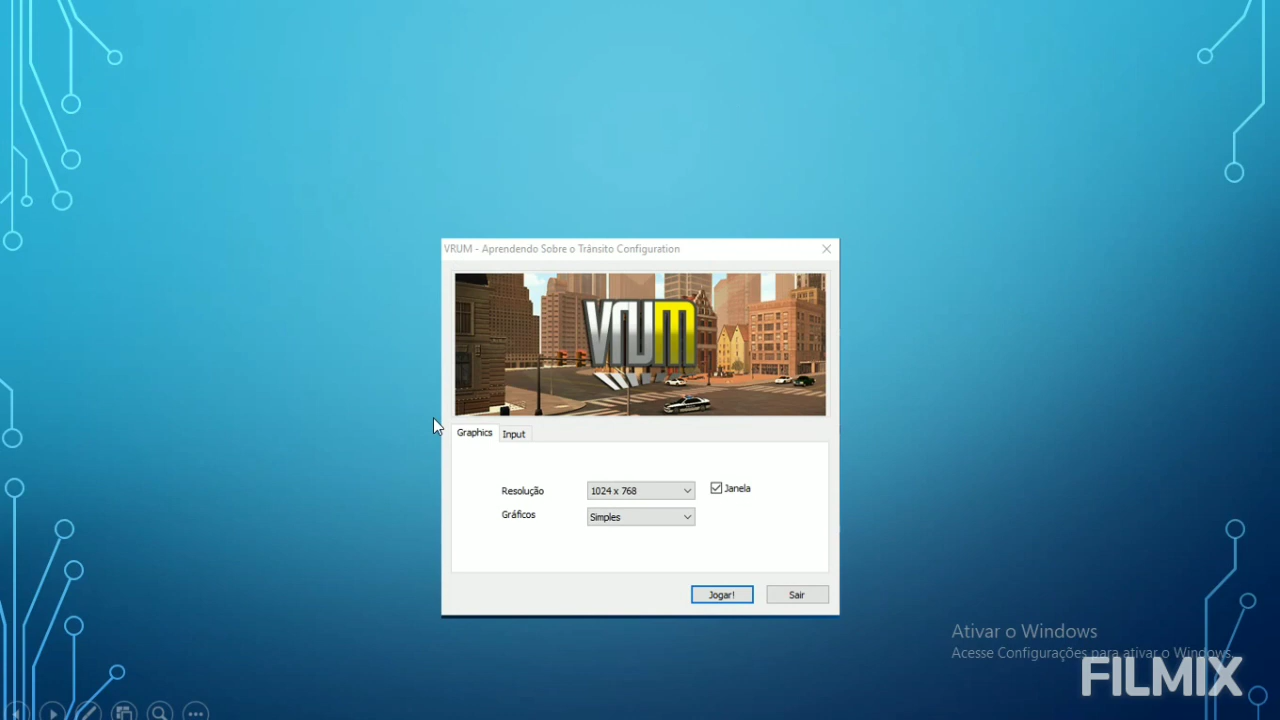 VRUM - Aprendendo Sobre o Trânsito Configuration
VRUM
Graphics
Input
Resolução
1024 x 768
Janela
Gráficos
Simples
Jogar!
Sair
Ativar o Windows
Acesse Configurações para ativar o Windows.
FILMIX